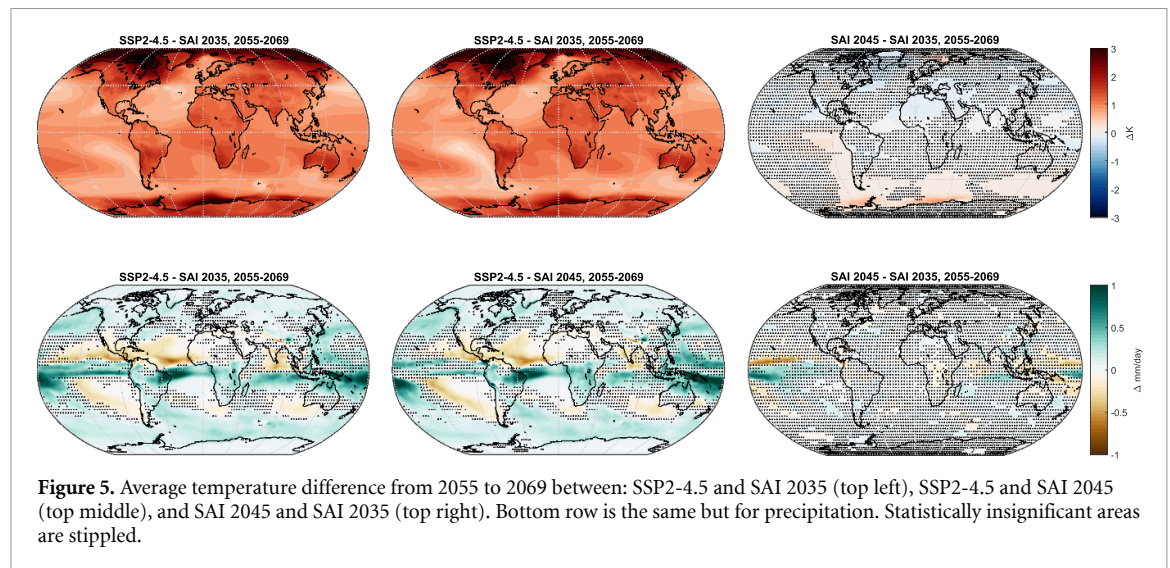 SSP2-4.5 - SAI 2035, 2055-2069
SSP2-4.5 - SAI 2035, 2055-2069
SAI 2045 - SAI 2035, 2055-2069
3
2
1
0
-1
-2
-3
ΔK
SSP2-4.5 - SAI 2035, 2055-2069
SSP2-4.5 - SAI 2045, 2055-2069
SAI 2045 - SAI 2035, 2055-2069
1
0.5
0
-0.5
-1
Δ mm/day
Figure 5. Average temperature difference from 2055 to 2069 between: SSP2-4.5 and SAI 2035 (top left), SSP2-4.5 and SAI 2045
(top middle), and SAI 2045 and SAI 2035 (top right). Bottom row is the same but for precipitation. Statistically insignificant areas
are stippled.